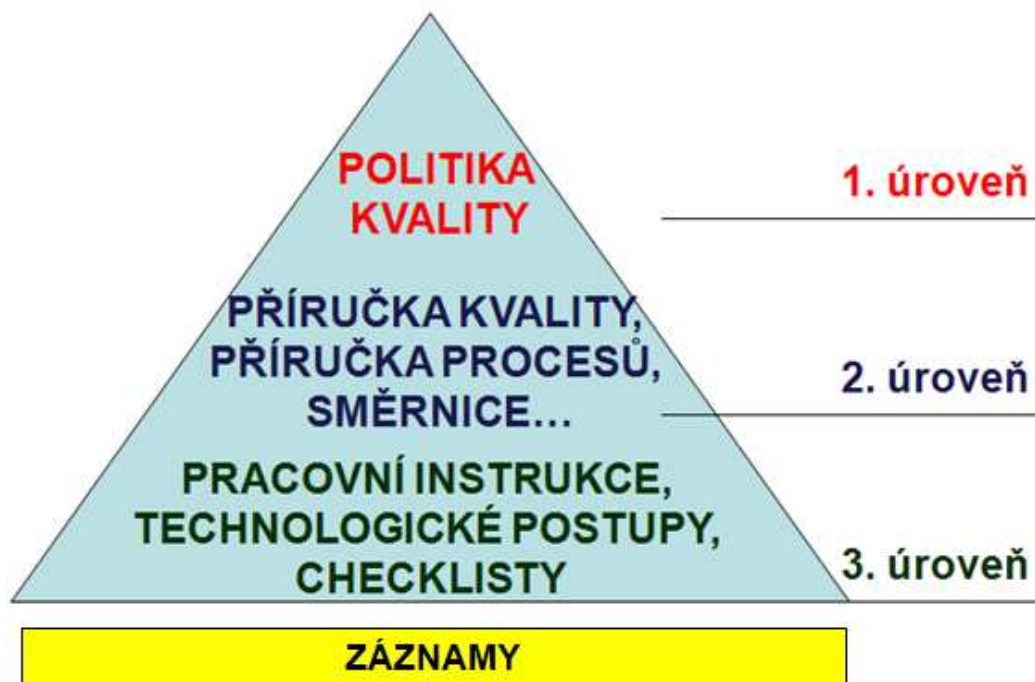 POLITIKA
KVALITY
1. úroveň
PŘÍRUČKA KVALITY,
PŘÍRUČKA PROCESŮ,
SMĚRNICE...
2. úroveň
PRACOVNÍ INSTRUKCE,
TECHNOLOGICKÉ POSTUPY,
CHECKLISTY
3. úroveň
ZÁZNAMY